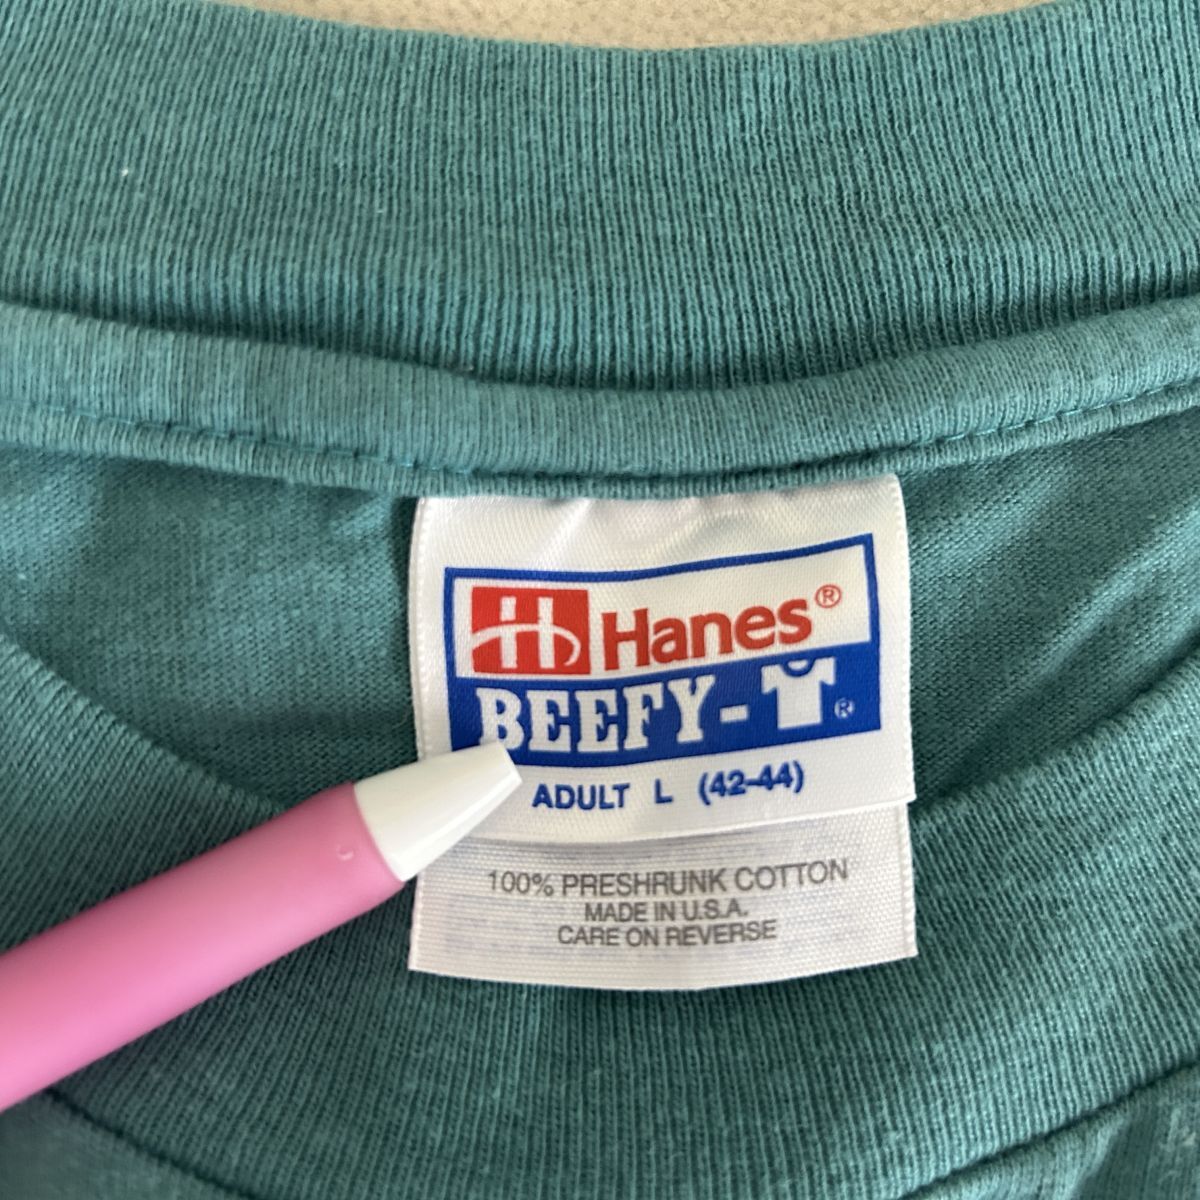 H Hanes®
BEEFY-T®
ADULT L (42-44)
100% PRESHRUNK COTTON
MADE IN U.S.A.
CARE ON REVERSE